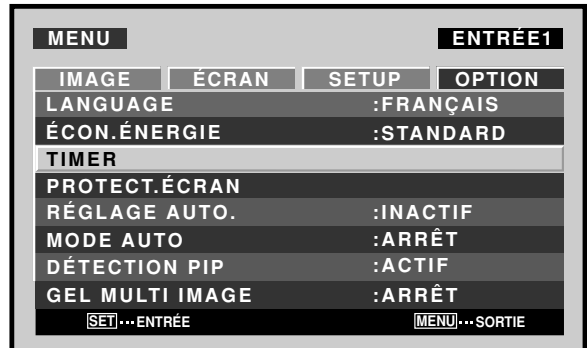 MENU ENTRÉE1
IMAGE ÉCRAN SETUP OPTION
LANGUAGE :FRANÇAIS
ÉCON.ÉNERGIE :STANDARD
TIMER
PROTECT.ÉCRAN
RÉGLAGE AUTO. :INACTIF
MODE AUTO :ARRÊT
DÉTECTION PIP :ACTIF
GEL MULTI IMAGE :ARRÊT
SET···ENTRÉE MENU···SORTIE